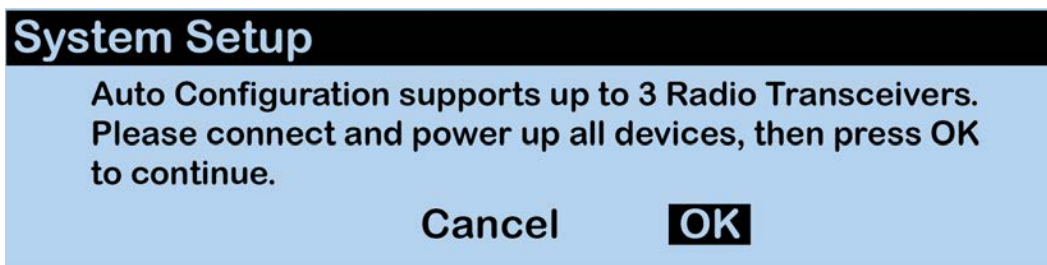 System Setup
Auto Configuration supports up to 3 Radio Transceivers.
Please connect and power up all devices, then press OK
to continue.
Cancel OK